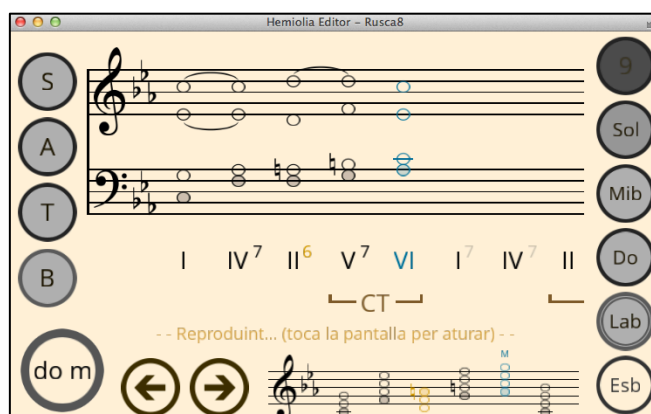 Hemiolia Editor – Rusca8
S
A
T
B
do m
9
Sol
Mib
Do
Lab
Esb
I IV7 II6 V7 VI I7 IV7 II
CT
- - Reproduint... (toca la pantalla per aturar) - -
M